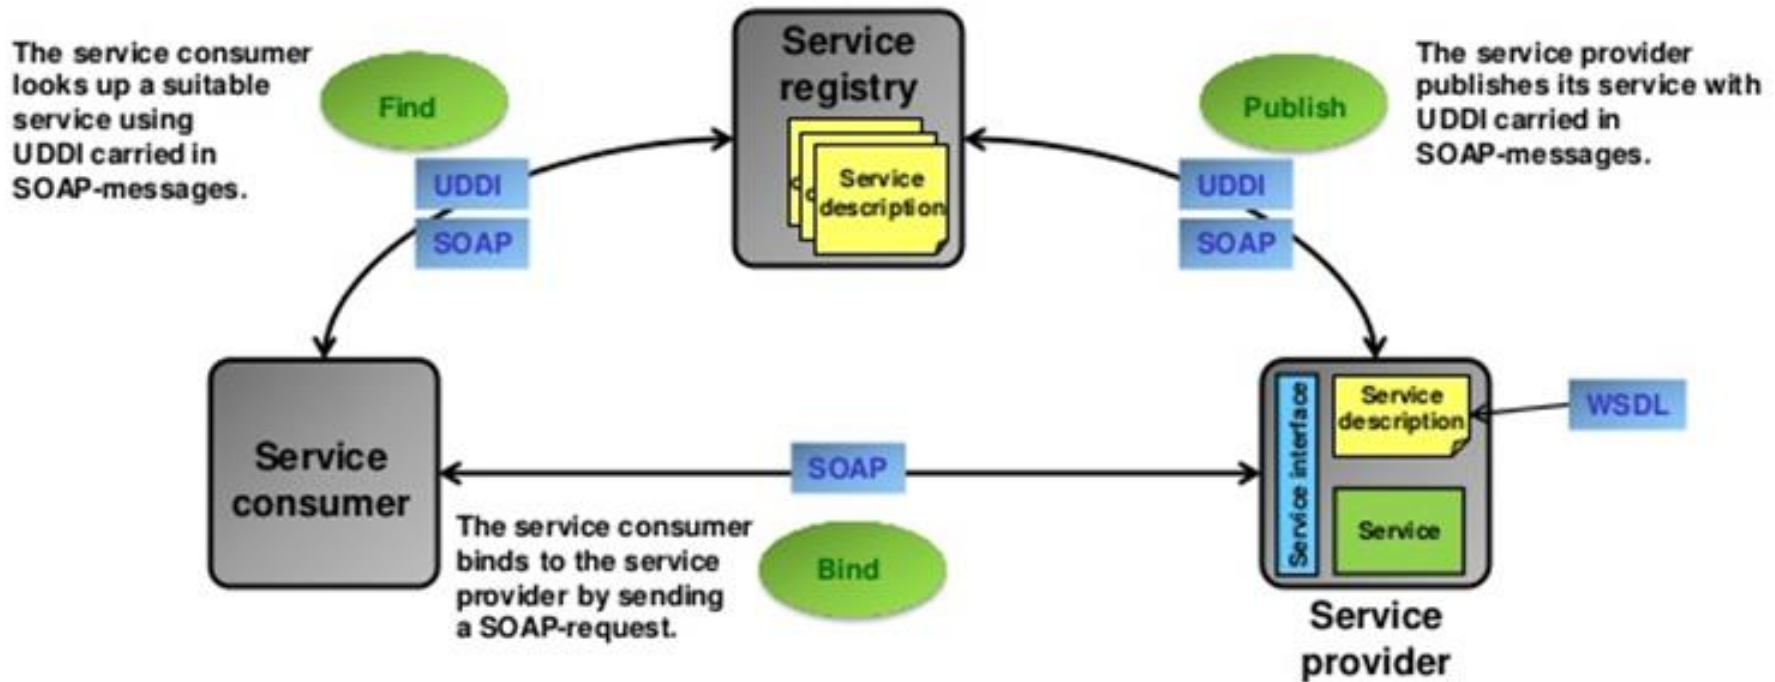 The service consumer
looks up a suitable
service using
UDDI carried in
SOAP-messages.
Find
UDDI
SOAP
Service
registry
Service
description
Publish
UDDI
SOAP
The service provider
publishes its service with
UDDI carried in
SOAP-messages.
Service
consumer
SOAP
The service consumer
binds to the service
provider by sending
a SOAP-request.
Bind
Service interface
Service
description
Service
WSDL
Service
provider